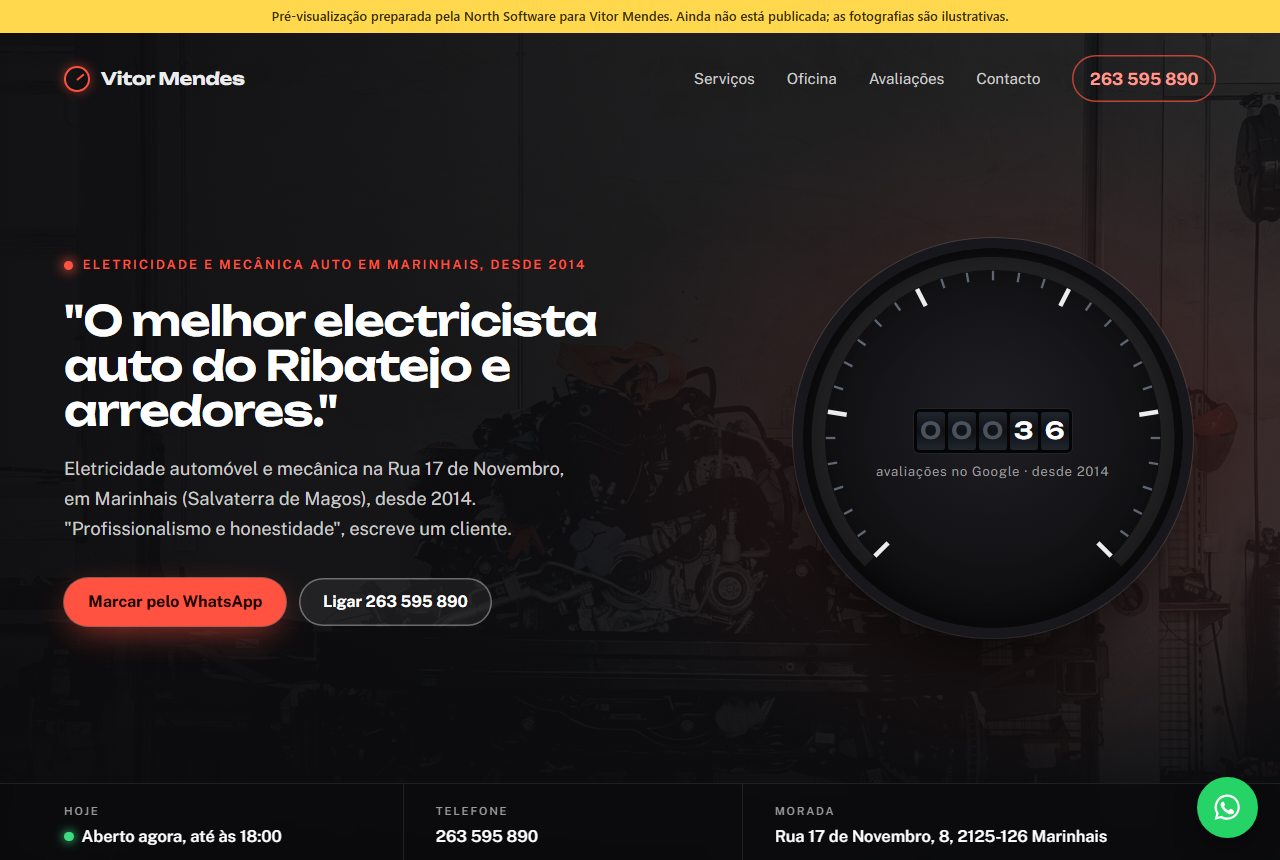 Pré-visualização preparada pela North Software para Vitor Mendes. Ainda não está publicada; as fotografias são ilustrativas.
Vitor Mendes
Serviços
Oficina
Avaliações
Contacto
263 595 890
ELETRICIDADE E MECÂNICA AUTO EM MARINHAIS, DESDE 2014
"O melhor electricista
auto do Ribatejo e
arredores."
Eletricidade automóvel e mecânica na Rua 17 de Novembro,
em Marinhais (Salvaterra de Magos), desde 2014.
"Profissionalismo e honestidade", escreve um cliente.
Marcar pelo WhatsApp
Ligar 263 595 890
00036
avaliações no Google · desde 2014
HOJE
Aberto agora, até às 18:00
TELEFONE
263 595 890
MORADA
Rua 17 de Novembro, 8, 2125-126 Marinhais